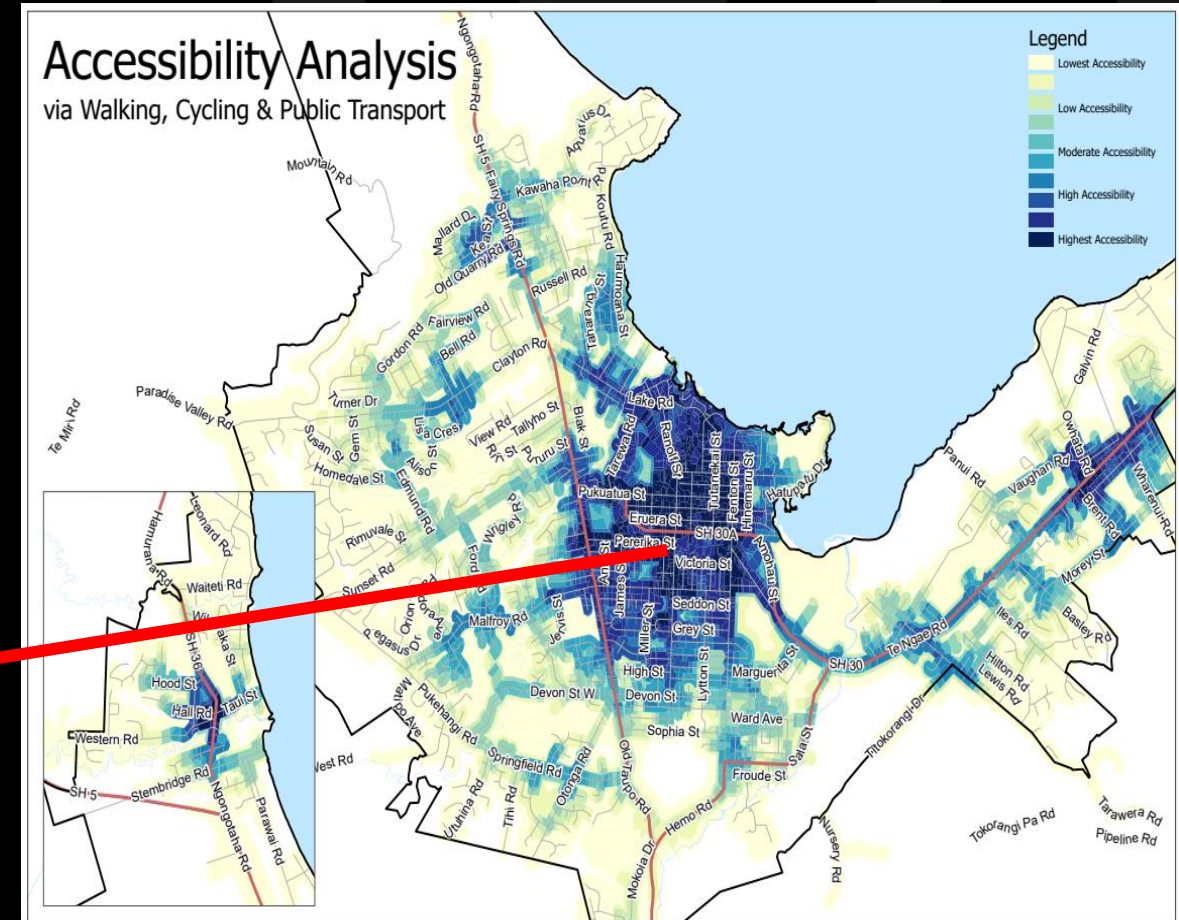 Accessibility Analysis
via Walking, Cycling & Public Transport
Legend
Lowest Accessibility
Low Accessibility
Moderate Accessibility
High Accessibility
Highest Accessibility
Ngongotaha Rd
SH 5
Fairy Springs Rd
Aquarius Dr
Mountain Rd
Kawaha Point Rd
Koutu Rd
Old Quarry Rd
Russell Rd
Haumoana St
Fairview Rd
Gordon Rd
Bell Rd
Clayton Rd
Galvin Rd
Paradise Valley Rd
Turner Dr
Lake Rd
Te Miri Rd
Susan St
Gem St
View Rd
Tallyho St
Biak St
Tarewa Rd
Ranolf St
Tutanekai St
Fenton St
Hinemaru St
Owhata Rd
Homedale St
Edmund Rd
Pukuatua St
Hatupatu Dr
Panui Rd
Vaughan Rd
Wharenui Rd
Brent Rd
Eruera St
SH 30A
Amohau St
Rimuvale St
Wrigley Rd
Pererika St
Victoria St
Morey St
Sunset Rd
Ford Rd
James St
Seddon St
Malfroy Rd
Miller St
Grey St
Te Ngae Rd
Iles Rd
Basley Rd
Pegasus Dr
High St
Lytton St
Marguerita St
SH 30
Hilton Rd
Lewis Rd
Matipo Ave
Pukehangi Rd
Devon St W
Devon St
Ward Ave
Sophia St
Sala St
Titokorangi Dr
Springfield Rd
Otonga Rd
Old Taupo Rd
Froude St
Utuhina Rd
Tihi Rd
Hemo Rd
Mokoia Dr
Nursery Rd
Tokorangi Pa Rd
Tarawera Rd
Pipeline Rd
Hamurana Rd
Leonard Rd
Waiteti Rd
SH 36
Hood St
Hall Rd
Taui St
Western Rd
SH 5
Stembridge Rd
Ngongotaha Rd
Parawai Rd
West Rd